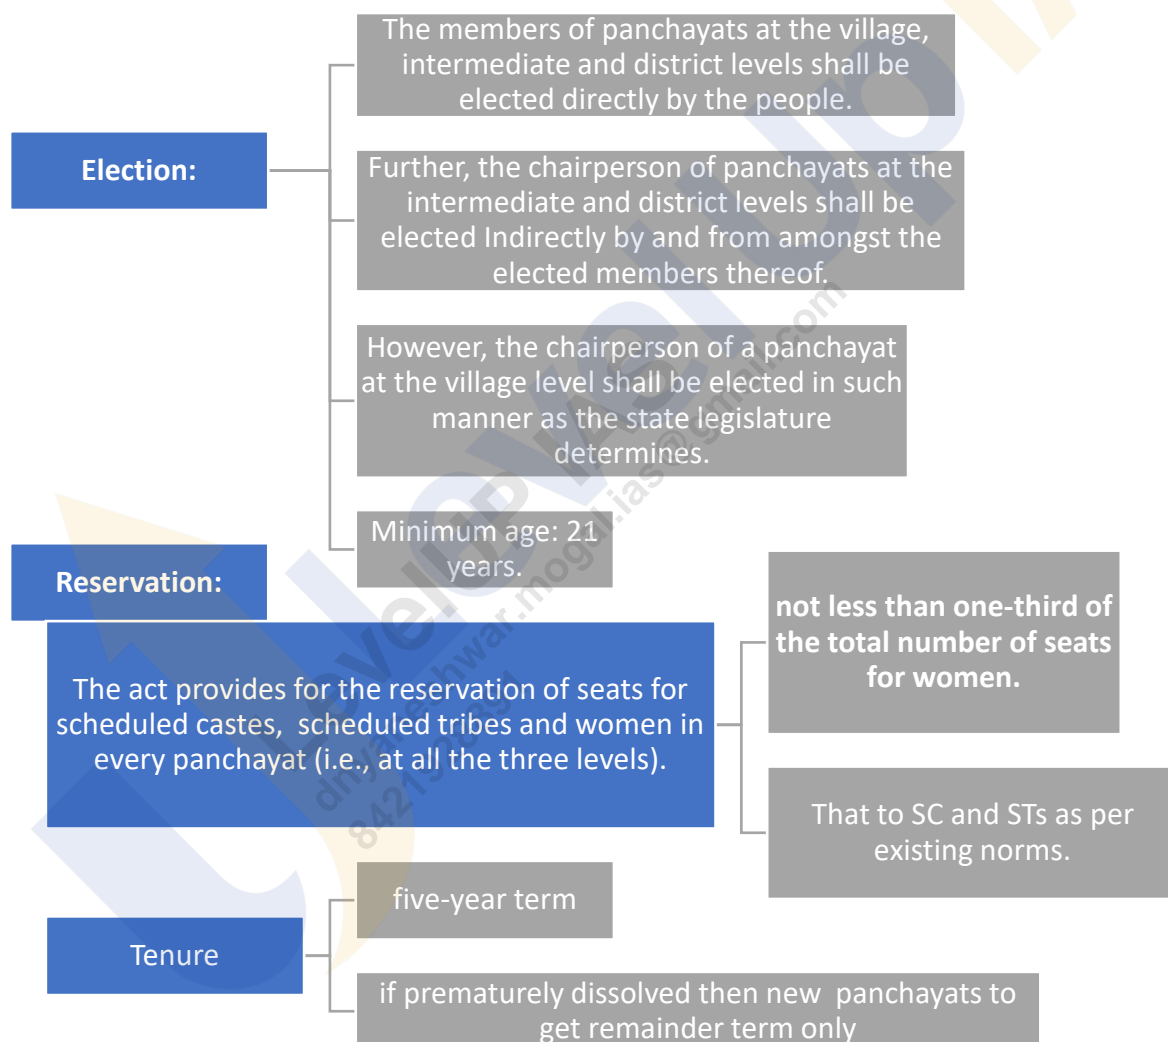 The members of panchayats at the village,
intermediate and district levels shall be
elected directly by the people.
Election:
Further, the chairperson of panchayats at the
intermediate and district levels shall be
elected Indirectly by and from amongst the
elected members thereof.
However, the chairperson of a panchayat
at the village level shall be elected in such
manner as the state legislature
determines.
Minimum age: 21
years.
Reservation:
The act provides for the reservation of seats for
scheduled castes, scheduled tribes and women in
every panchayat (i.e., at all the three levels).
not less than one-third of
the total number of seats
for women.
That to SC and STs as per
existing norms.
Tenure
five-year term
if prematurely dissolved then new panchayats to
get remainder term only
LevelUP IAS